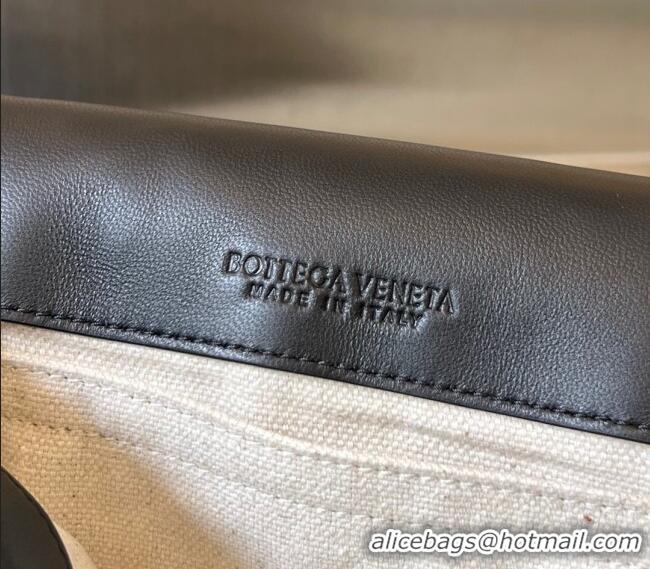 BOTTEGA VENETA
MADE IN ITALY
alicebags@hotmail.com